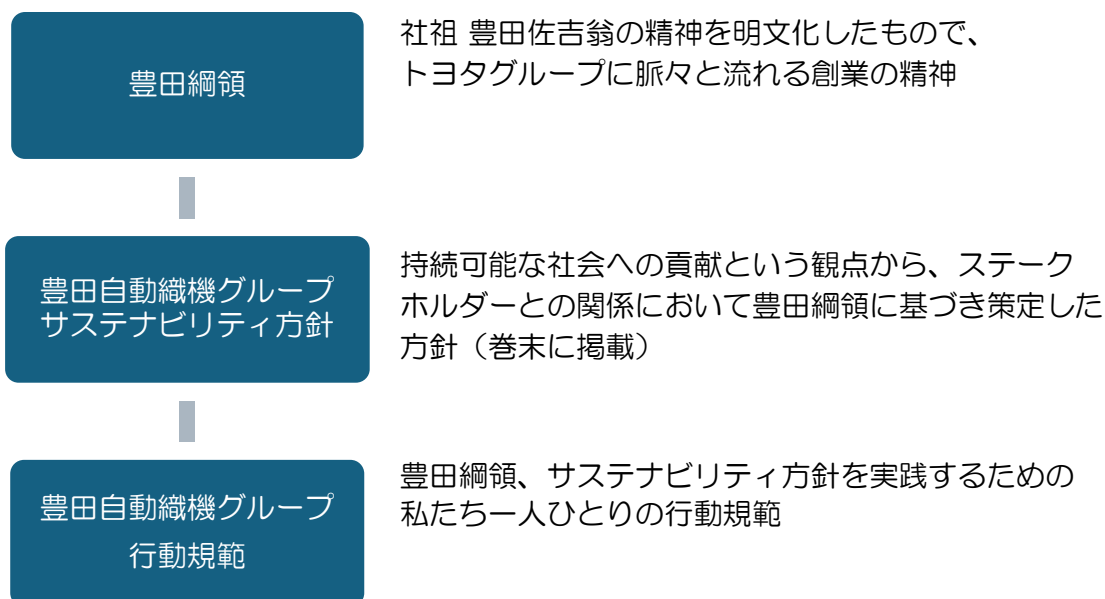 豊田綱領
社祖 豊田佐吉翁の精神を明文化したもので、
トヨタグループに脈々と流れる創業の精神
豊田自動織機グループ
サステナビリティ方針
持続可能な社会への貢献という観点から、ステーク
ホルダーとの関係において豊田綱領に基づき策定した
方針（巻末に掲載）
豊田自動織機グループ
行動規範
豊田綱領、サステナビリティ方針を実践するための
私たち一人ひとりの行動規範